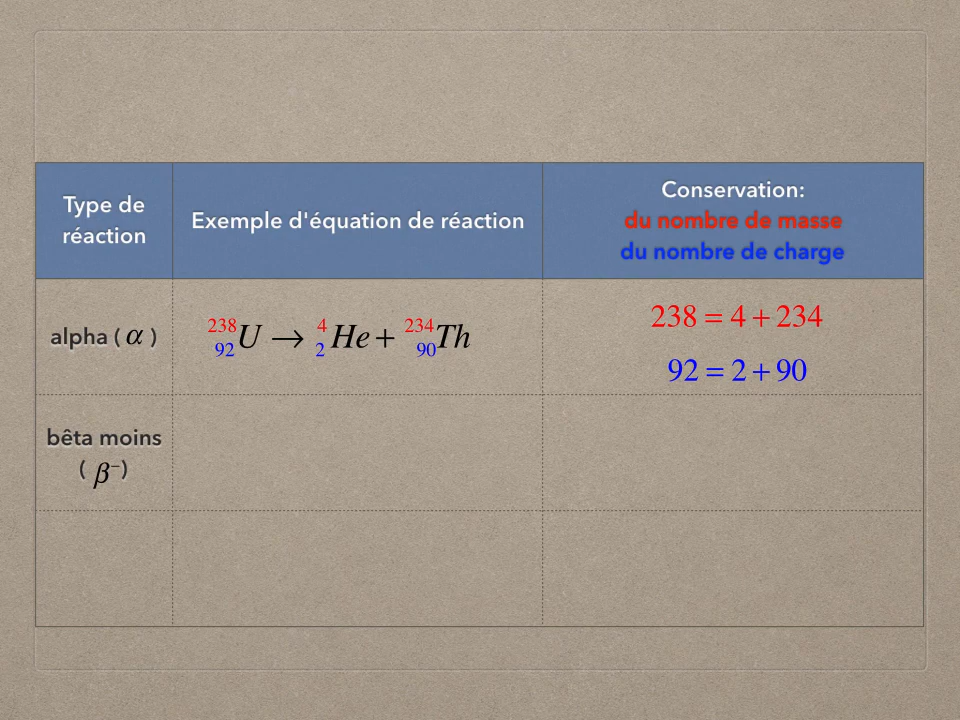 Type de
réaction
Exemple d'équation de réaction
Conservation:
du nombre de masse
du nombre de charge
alpha ( α )
²³⁸₉₂U → ⁴₂He + ²³⁴₉₀Th
238 = 4 + 234
92 = 2 + 90
bêta moins
( β⁻)